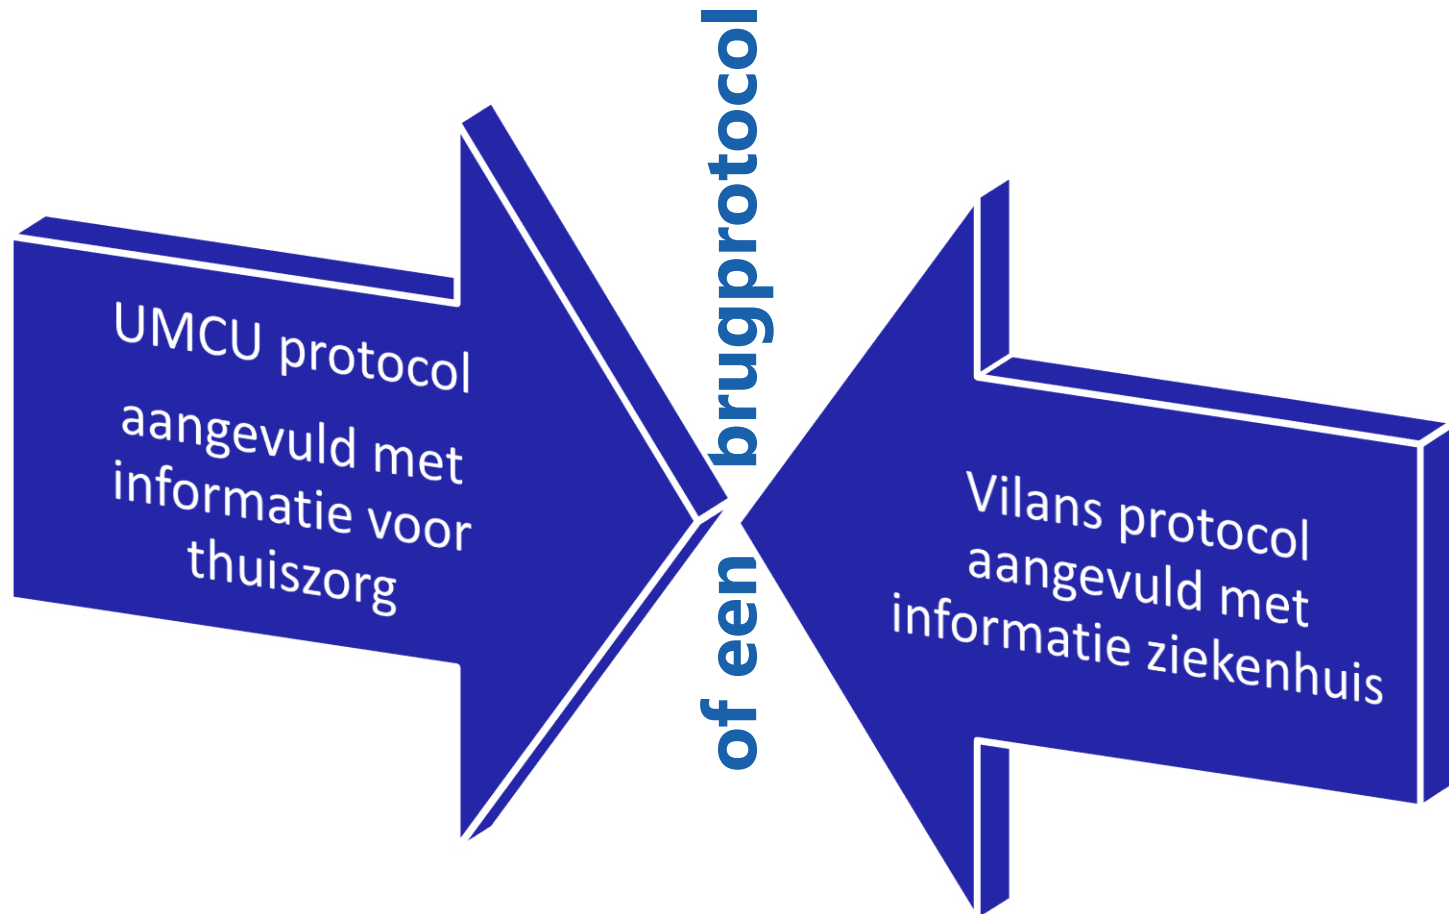 UMCU protocol
aangevuld met
informatie voor
thuiszorg
of een brugprotocol
Vilans protocol
aangevuld met
informatie ziekenhuis